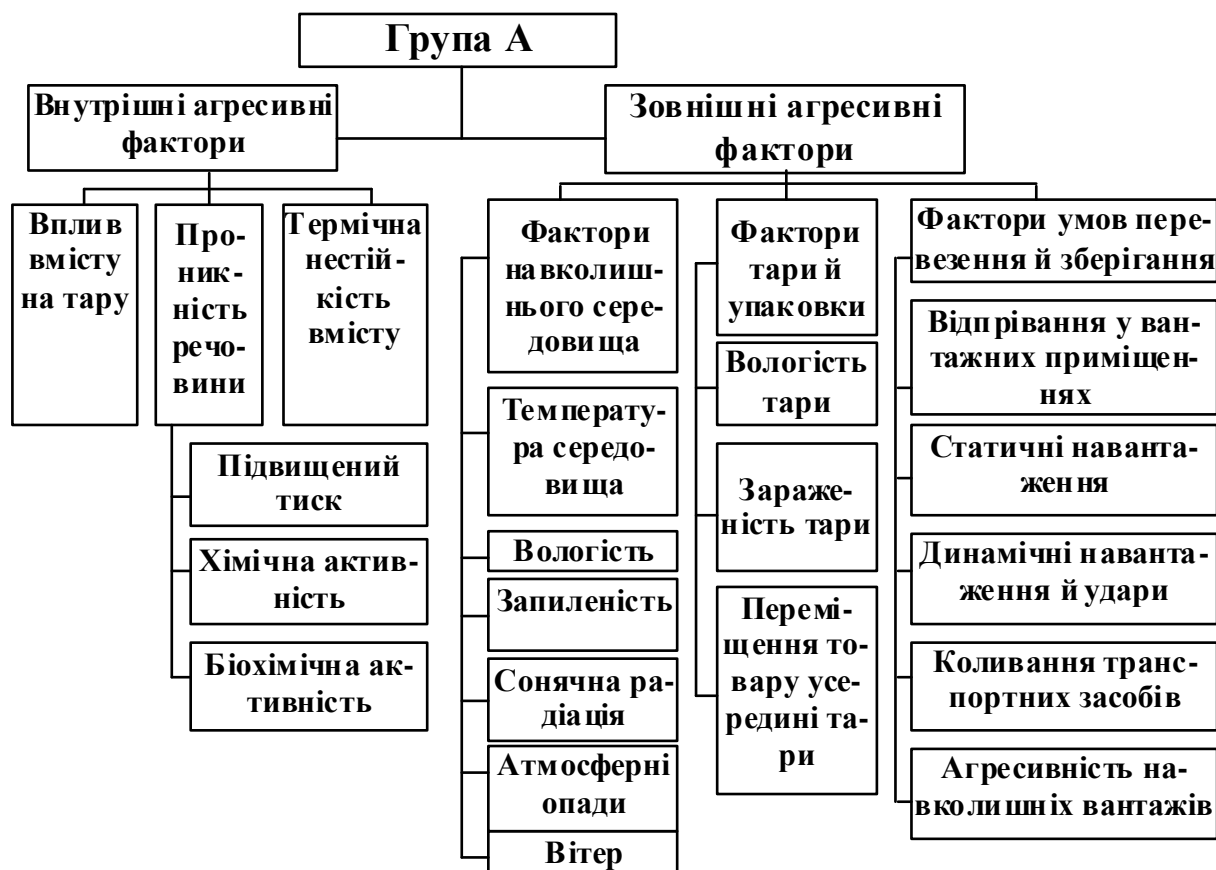 Група А
Внутрішні агресивні
фактори
Зовнішні агресивні
фактори
Вплив
вмісту
на тару
Про-
ник-
ність
речо-
вини
Термічна
нестій-
кість
вмісту
Підвищений
тиск
Хімічна актив-
ність
Біохімічна ак-
тивність
Фактори
навколиш-
нього сере-
довища
Температу-
ра середо-
вища
Вологість
Запиленість
Сонячна ра-
діація
Атмосферні
опади
Вітер
Фактори
тари й
упаковки
Вологість
тари
Зараже-
ність тари
Перемі-
щення то-
вару усе-
редині та-
ри
Фактори умов пере-
везення й зберігання
Відпрівання у ван-
тажних приміщен-
нях
Статичні наванта-
ження
Динамічні наванта-
ження й удари
Коливання транс-
портних засобів
Агресивність на-
вколишніх вантажів